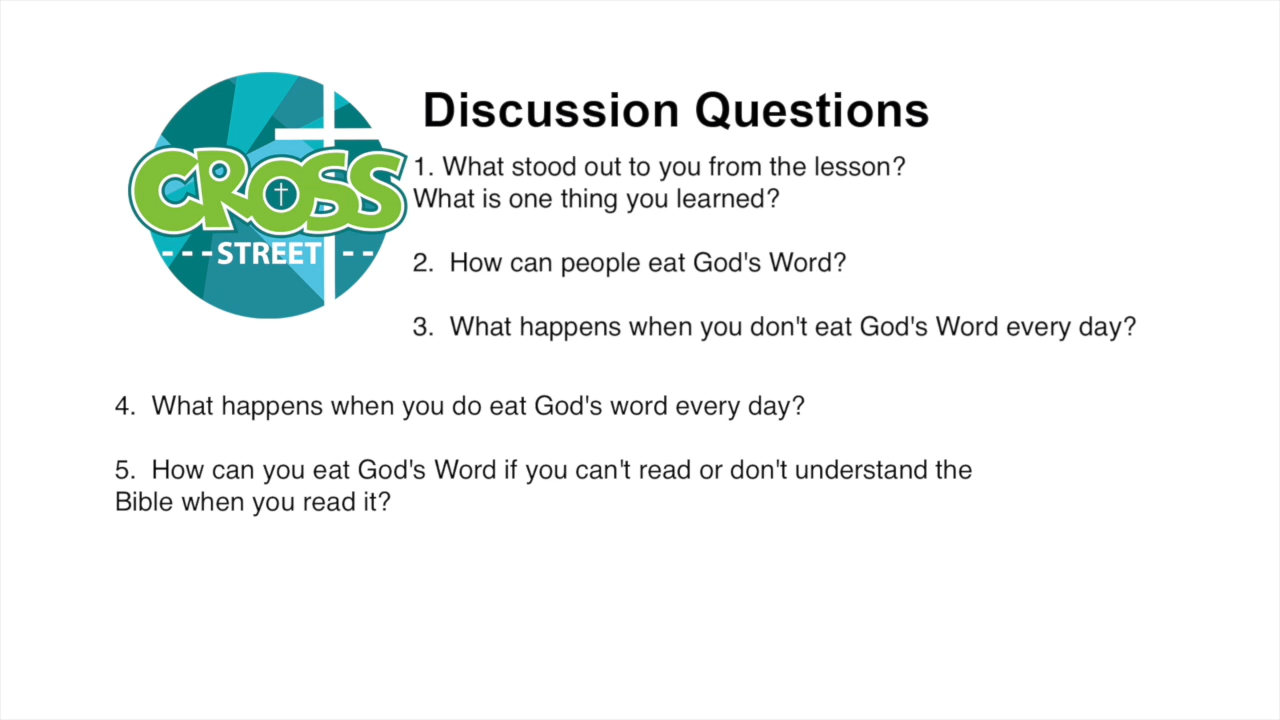 Discussion Questions
CROSS
---STREET--
1. What stood out to you from the lesson?
What is one thing you learned?
2.  How can people eat God's Word?
3.  What happens when you don't eat God's Word every day?
4.  What happens when you do eat God's word every day?
5.  How can you eat God's Word if you can't read or don't understand the
Bible when you read it?